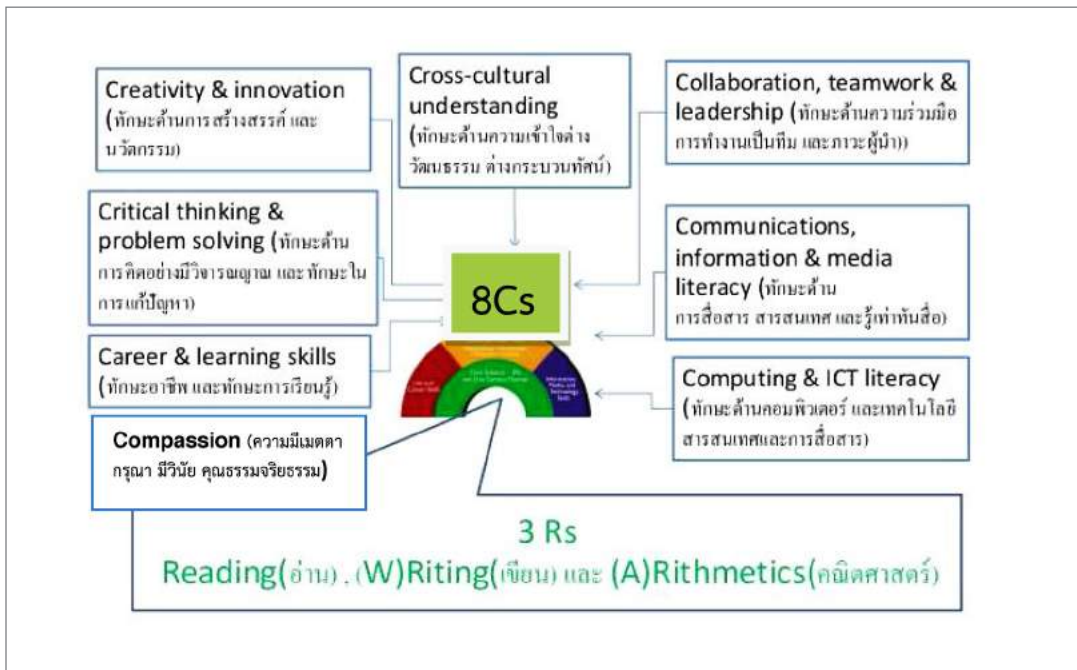 Creativity & innovation
(ทักษะด้านการสร้างสรรค์ และ
นวัตกรรม)
Cross-cultural
understanding
(ทักษะด้านความเข้าใจต่าง
วัฒนธรรม ต่างกระบวนทัศน์)
Collaboration, teamwork &
leadership (ทักษะด้านความร่วมมือ
การทำงานเป็นทีม และภาวะผู้นำ))
Critical thinking &
problem solving (ทักษะด้าน
การคิดอย่างมีวิจารณญาณ และทักษะใน
การแก้ปัญหา)
8Cs
Communications,
information & media
literacy (ทักษะด้าน
การสื่อสาร สารสนเทศ และรู้เท่าทันสื่อ)
Career & learning skills
(ทักษะอาชีพ และทักษะการเรียนรู้)
Computing & ICT literacy
(ทักษะด้านคอมพิวเตอร์ และเทคโนโลยี
สารสนเทศและการสื่อสาร)
Compassion (ความมีเมตตา
กรุณา มีวินัย คุณธรรมจริยธรรม)
3 Rs
Reading(อ่าน) , (W)Riting(เขียน) และ (A)Rithmetics(คณิตศาสตร์)